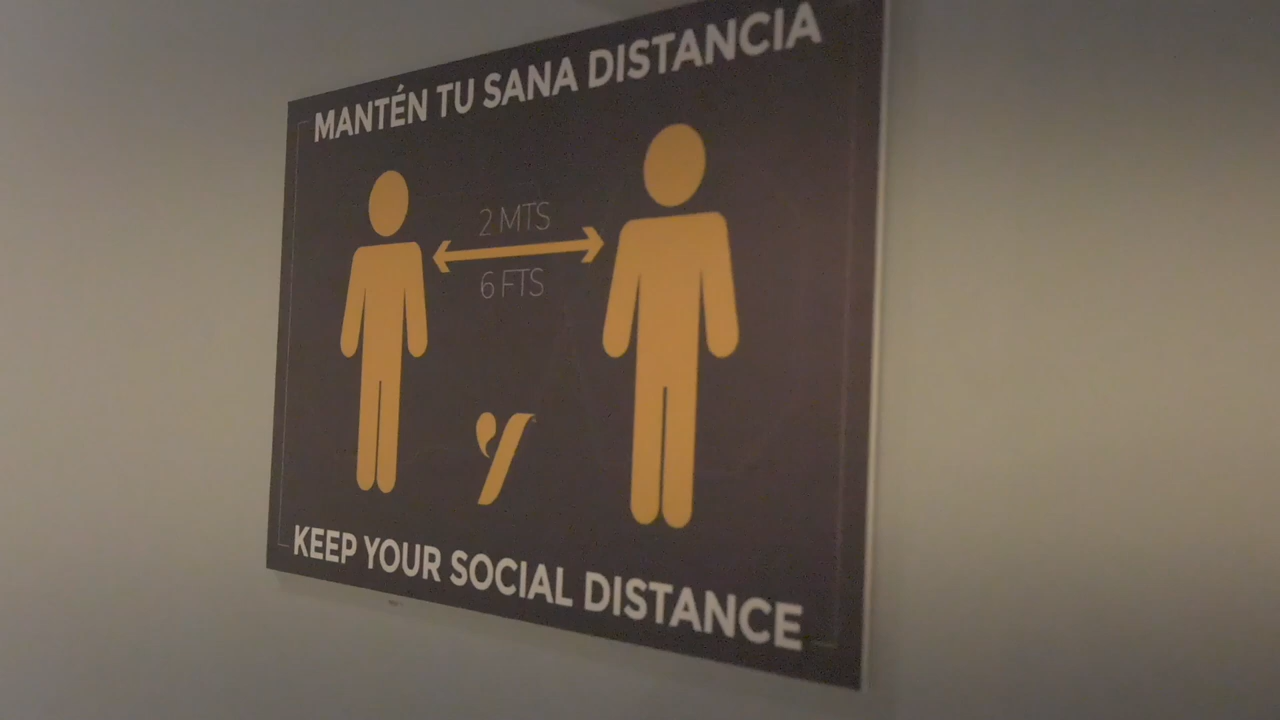 MANTÉN TU SANA DISTANCIA
2 MTS
6 FTS
KEEP YOUR SOCIAL DISTANCE